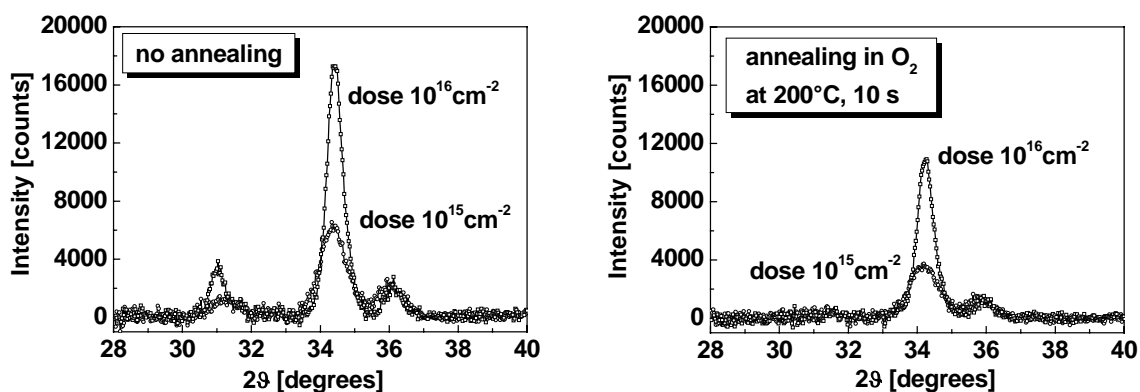 20000
16000
12000
8000
4000
0
Intensity [counts]
no annealing
dose 10¹⁶cm⁻²
dose 10¹⁵cm⁻²
28 30 32 34 36 38 40
2ϑ [degrees]
20000
16000
12000
8000
4000
0
Intensity [counts]
annealing in O₂
at 200°C, 10 s
dose 10¹⁶cm⁻²
dose 10¹⁵cm⁻²
28 30 32 34 36 38 40
2ϑ [degrees]